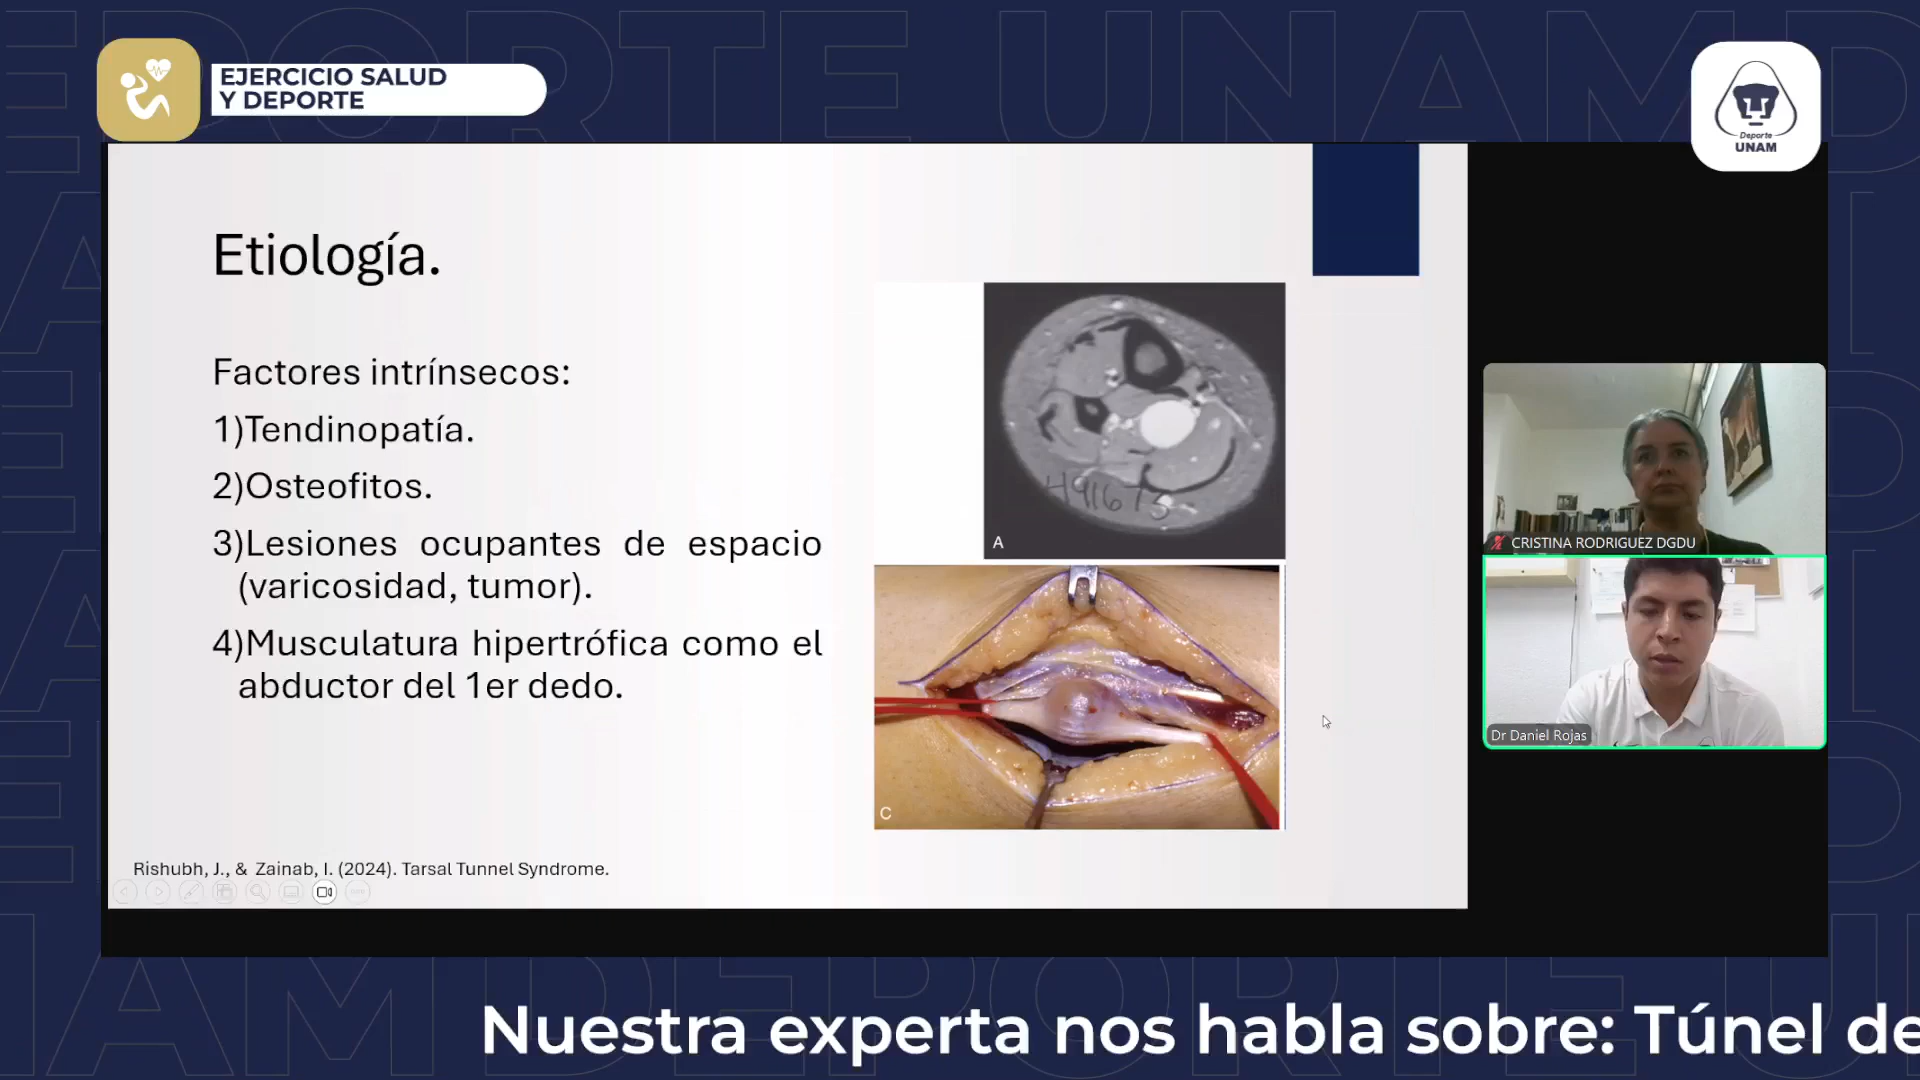 EJERCICIO SALUD
Y DEPORTE
Deporte
UNAM
Etiología.
Factores intrínsecos:
1)Tendinopatía.
2)Osteofitos.
3)Lesiones ocupantes de espacio
(varicosidad, tumor).
4)Musculatura hipertrófica como el
abductor del 1er dedo.
491675
A
C
Rishubh, J., & Zainab, I. (2024). Tarsal Tunnel Syndrome.
CRISTINA RODRIGUEZ DGDU
Dr Daniel Rojas
Nuestra experta nos habla sobre: Túnel de